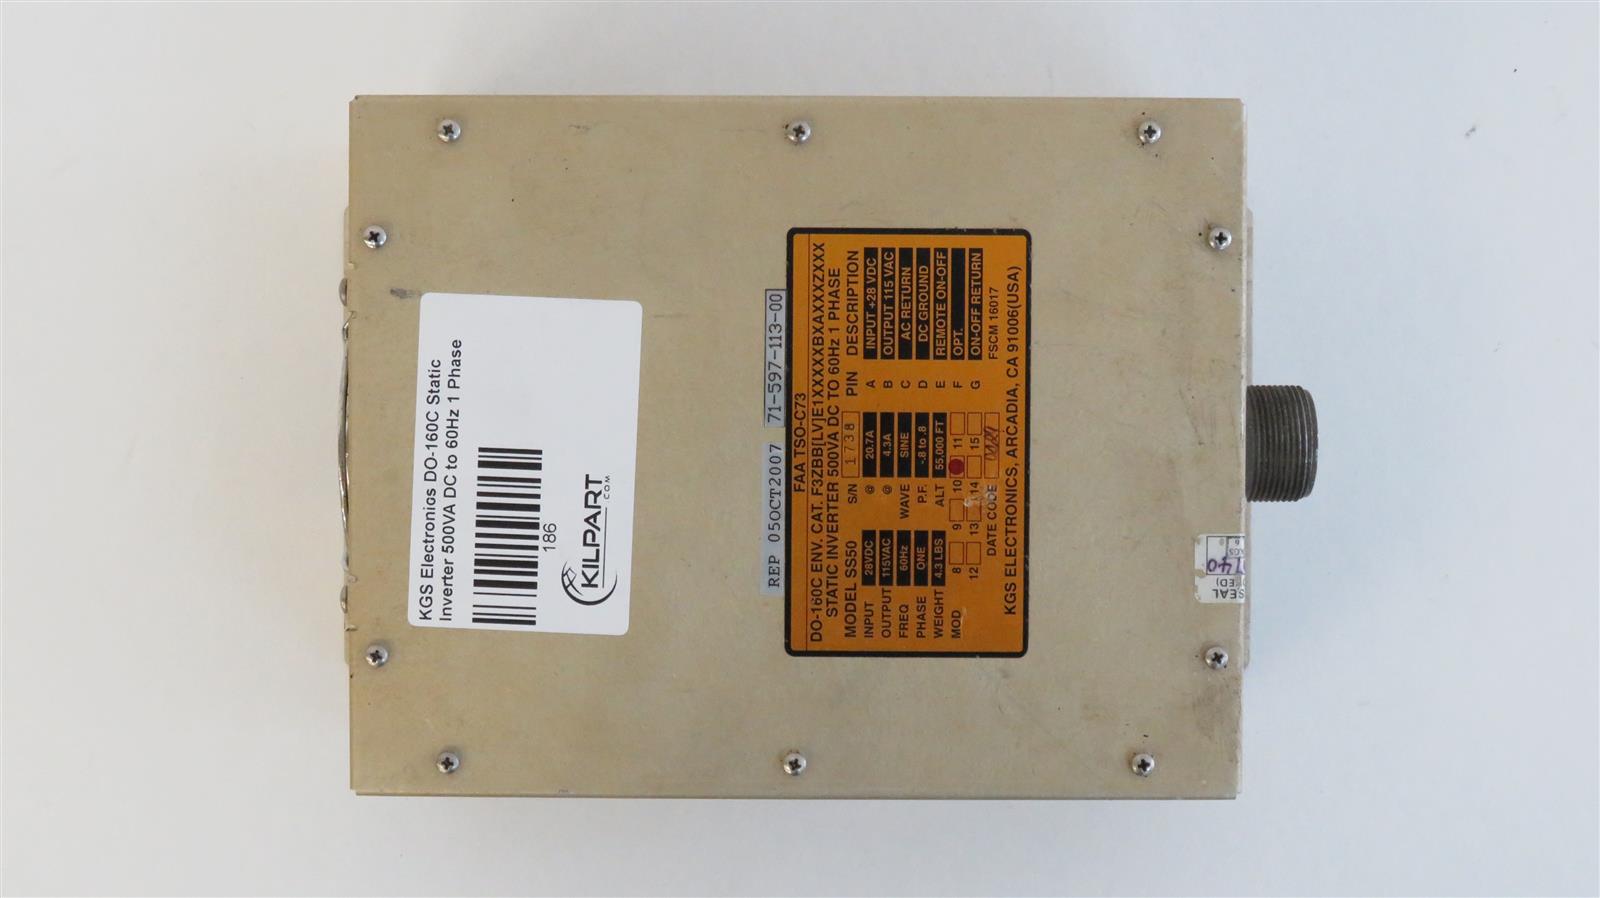 KGS Electronics DO-160C Static
Inverter 500VA DC to 60Hz 1 Phase
186
KILPART
.COM
REP 05OCT2007 71-597-113-00
FAA TSO-C73
DO-160C ENV. CAT. F3ZBB[LV]E1XXXXXBXAXXXZXXX
STATIC INVERTER 500VA DC TO 60Hz 1 PHASE
MODEL SS50 S/N 1738 PIN DESCRIPTION
INPUT 28VDC @ 20.7A A INPUT +28 VDC
OUTPUT 115VAC @ 4.3A B OUTPUT 115 VAC
FREQ 60Hz WAVE SINE C AC RETURN
PHASE ONE P.F. -.8 to .8 D DC GROUND
WEIGHT 4.3 LBS ALT 55,000 FT E REMOTE ON-OFF
MOD 8 9 10 11 F OPT.
12 13 14 15 G ON-OFF RETURN
DATE CODE FSCM 16017
KGS ELECTRONICS, ARCADIA, CA 91006(USA)
SEAL